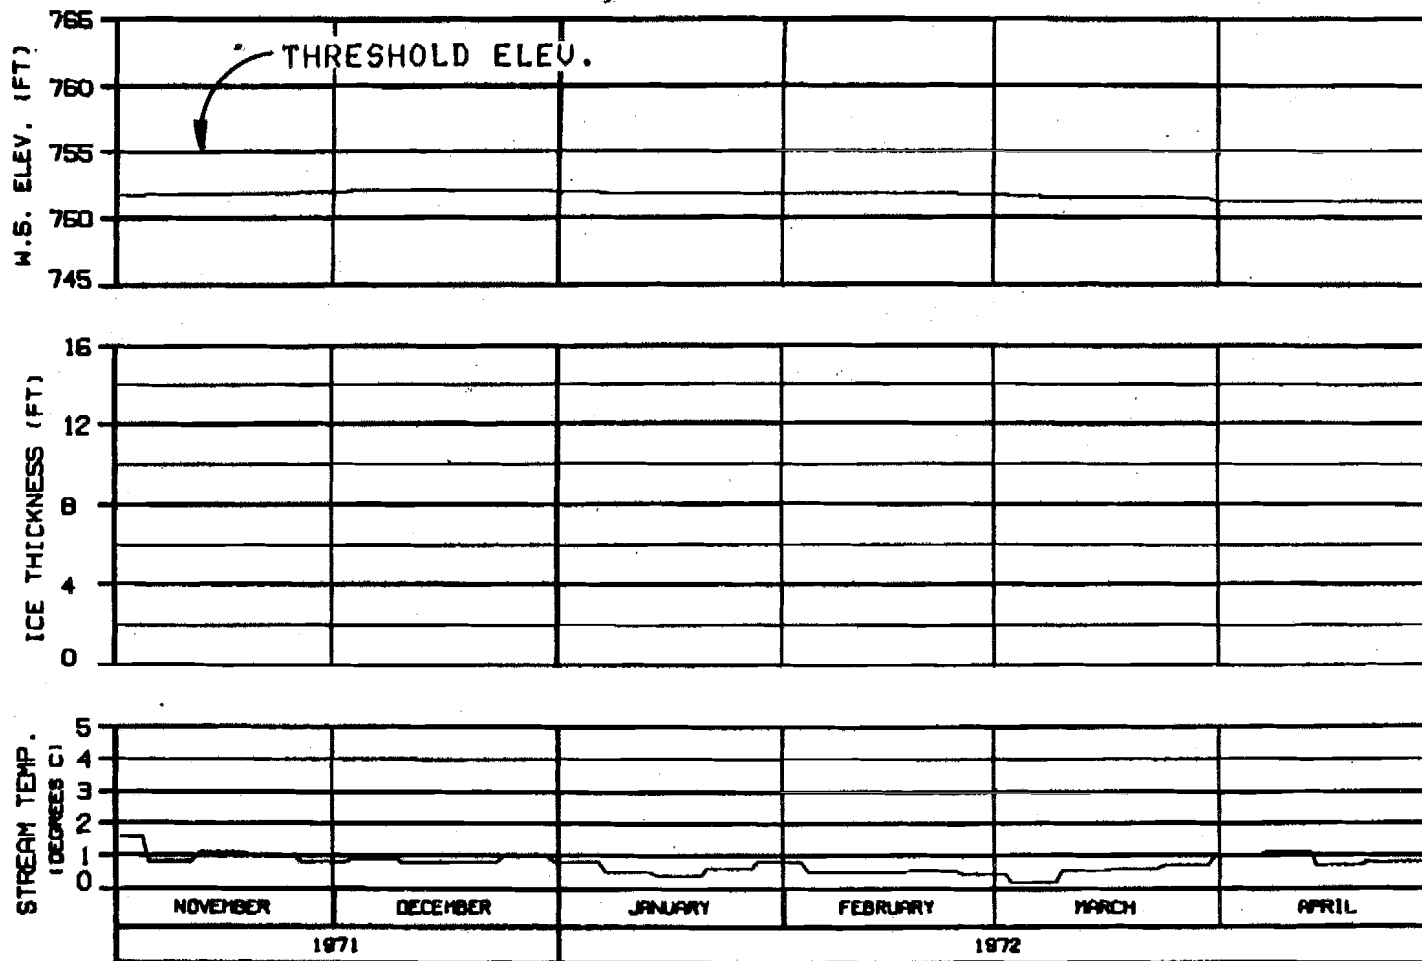 W.S. ELEV. (FT)
765
760
755
760
745
THRESHOLD ELEV.
ICE THICKNESS (FT)
16
12
8
4
0
STREAM TEMP.
(DEGREES C)
5
4
3
2
1
0
NOVEMBER DECEMBER JANUARY FEBRUARY MARCH APRIL
1971 1972